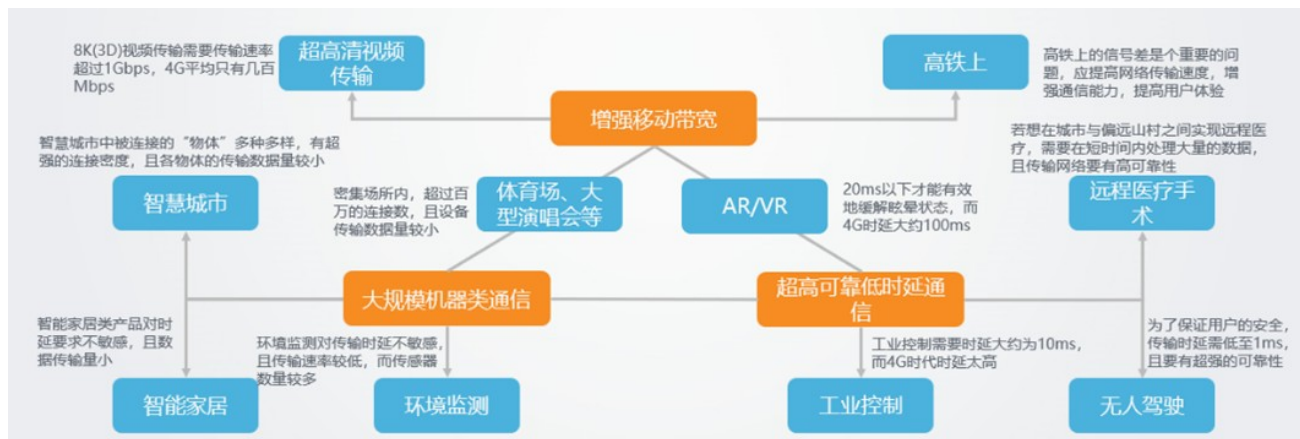 8K(3D)视频传输需要传输速率
超过1Gbps，4G平均只有几百
Mbps
超高清视频
传输
高铁上
高铁上的信号差是个重要的问
题，应提高网络传输速度，增
强通信能力，提高用户体验
增强移动带宽
智慧城市中被连接的“物体”多种多样，有超
强的连接密度，且各物体的传输数据量较小
智慧城市
密集场所内，超过百
万的连接数，且设备
传输数据量较小
体育场、大
型演唱会等
AR/VR
20ms以下才能有效
地缓解眩晕状态，而
4G时延大约100ms
若想在城市与偏远山村之间实现远程医
疗，需要在短时间内处理大量的数据，
且传输网络要有高可靠性
远程医疗手
术
大规模机器类通信
超高可靠低时延通
信
智能家居类产品对时
延要求不敏感，且数
据传输量小
智能家居
环境监测对传输时延不敏感，
且传输速率较低，而传感器
数量较多
环境监测
工业控制需要时延大约为10ms，
而4G时代时延太高
工业控制
为了保证用户的安全，
传输时延需低至1ms，
且要有超强的可靠性
无人驾驶